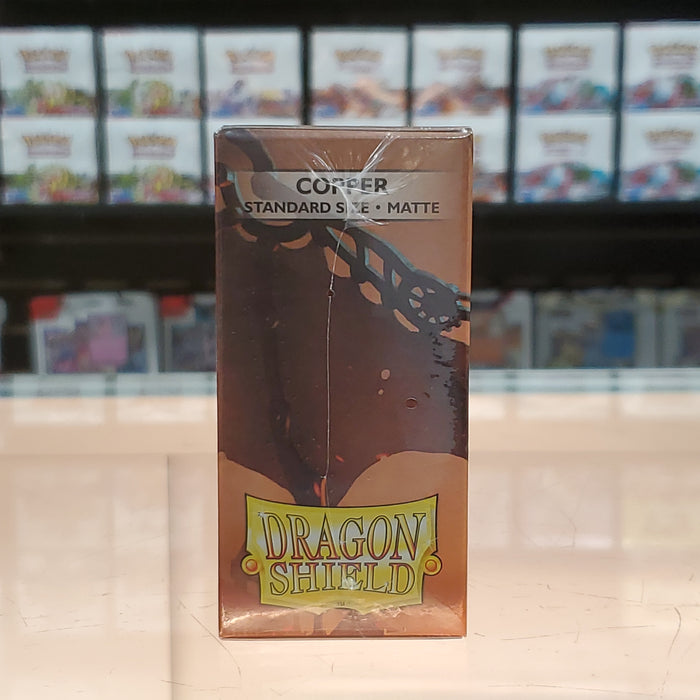 COPPER
STANDARD SIZE • MATTE
DRAGON
SHIELD